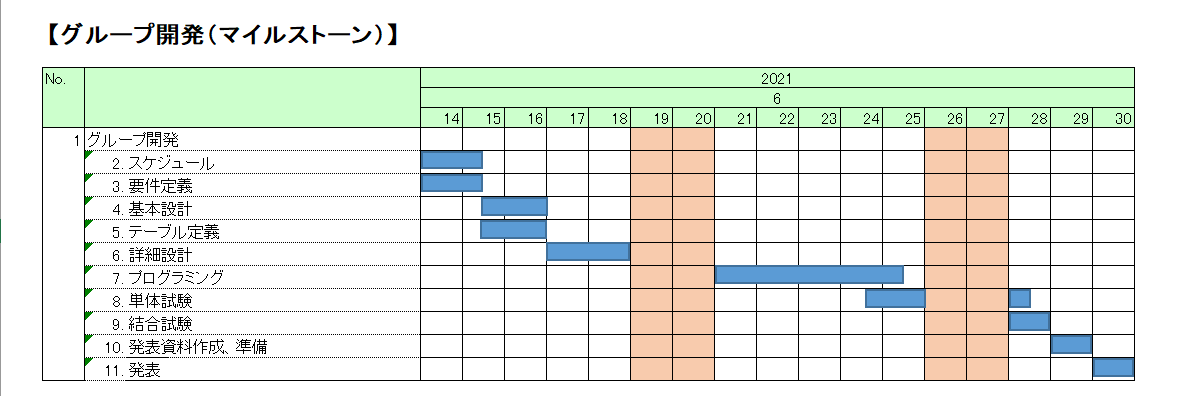 【グループ開発（マイルストーン）】
No.
2021
6
14 15 16 17 18 19 20 21 22 23 24 25 26 27 28 29 30
1 グループ開発
2. スケジュール
3. 要件定義
4. 基本設計
5. テーブル定義
6. 詳細設計
7. プログラミング
8. 単体試験
9. 結合試験
10. 発表資料作成、準備
11. 発表